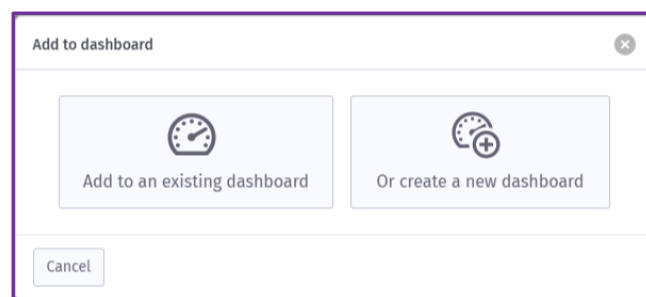 Add to dashboard
Add to an existing dashboard
Or create a new dashboard
Cancel